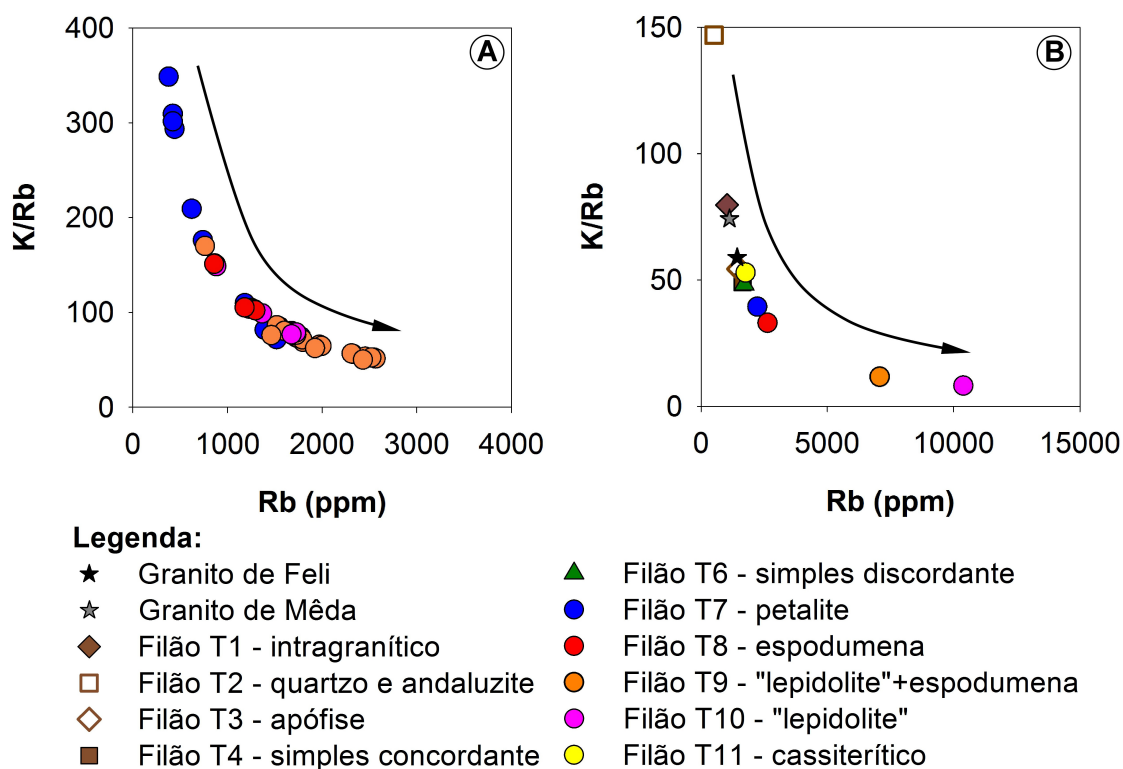 A
400
300
200
100
0
K/Rb
0 1000 2000 3000 4000
Rb (ppm)
B
150
100
50
0
K/Rb
0 5000 10000 15000
Rb (ppm)
Legenda:
Granito de Feli
Granito de Mêda
Filão T1 - intragranítico
Filão T2 - quartzo e andaluzite
Filão T3 - apófise
Filão T4 - simples concordante
Filão T6 - simples discordante
Filão T7 - petalite
Filão T8 - espodumena
Filão T9 - "lepidolite"+espodumena
Filão T10 - "lepidolite"
Filão T11 - cassiterítico